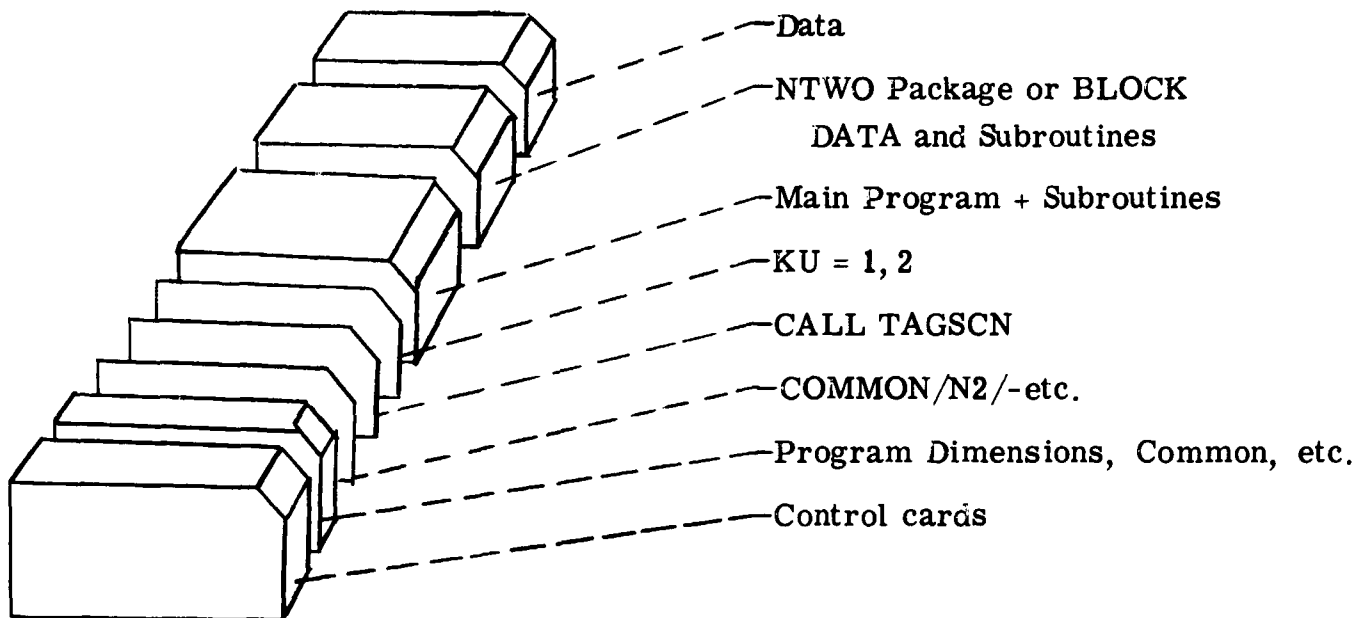 Data
NTWO Package or BLOCK
DATA and Subroutines
Main Program + Subroutines
KU = 1, 2
CALL TAGSCN
COMMON/N2/-etc.
Program Dimensions, Common, etc.
Control cards